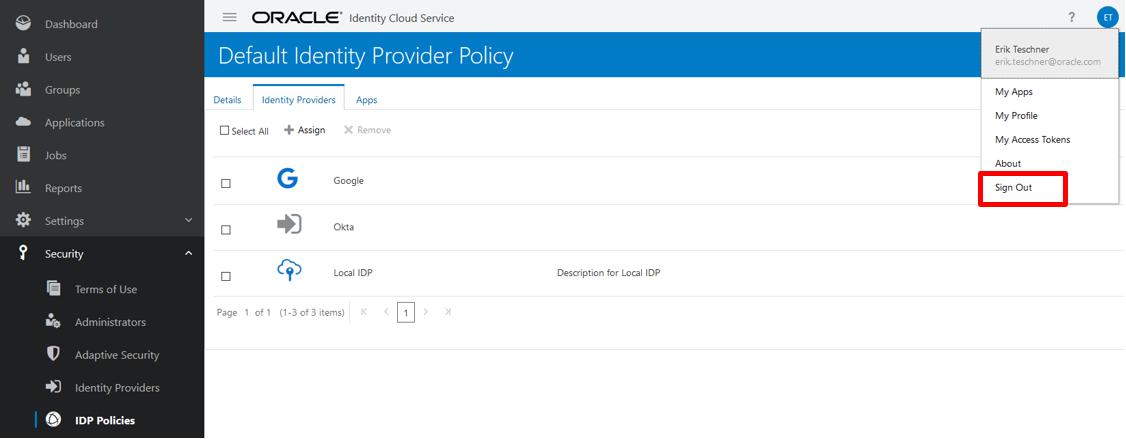 Dashboard
Users
Groups
Applications
Jobs
Reports
Settings
Security
Terms of Use
Administrators
Adaptive Security
Identity Providers
IDP Policies
ORACLE® Identity Cloud Service
?
ET
Default Identity Provider Policy
Erik Teschner
erik.teschner@oracle.com
My Apps
My Profile
My Access Tokens
About
Sign Out
Details Identity Providers Apps
Select All Assign Remove
G Google
Okta
Local IDP Description for Local IDP
Page 1 of 1 (1-3 of 3 items) 1